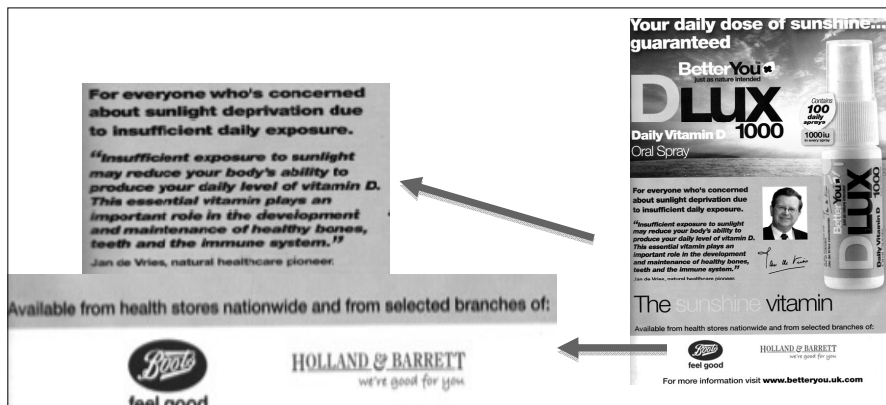 For everyone who's concerned
about sunlight deprivation due
to insufficient daily exposure.
"Insufficient exposure to sunlight
may reduce your body's ability to
produce your daily level of vitamin D.
This essential vitamin plays an
important role in the development
and maintenance of healthy bones,
teeth and the immune system."
Jan de Vries, natural healthcare pioneer.
Available from health stores nationwide and from selected branches of:
Boots
feel good
HOLLAND & BARRETT
we're good for you
Your daily dose of sunshine...
guaranteed
BetterYou
just as nature intended
DLUX
1000
Daily Vitamin D
Oral Spray
Contains
100
daily
sprays
1000iu
in every spray
For everyone who's concerned
about sunlight deprivation due
to insufficient daily exposure.
"Insufficient exposure to sunlight
may reduce your body's ability to
produce your daily level of vitamin D.
This essential vitamin plays an
important role in the development
and maintenance of healthy bones,
teeth and the immune system."
Jan de Vries, natural healthcare pioneer.
Jan de Vries
BetterYou
DLUX
1000
Daily Vitamin D
The sunshine vitamin
Available from health stores nationwide and from selected branches of:
Boots
feel good
HOLLAND & BARRETT
we're good for you
For more information visit www.betteryou.uk.com